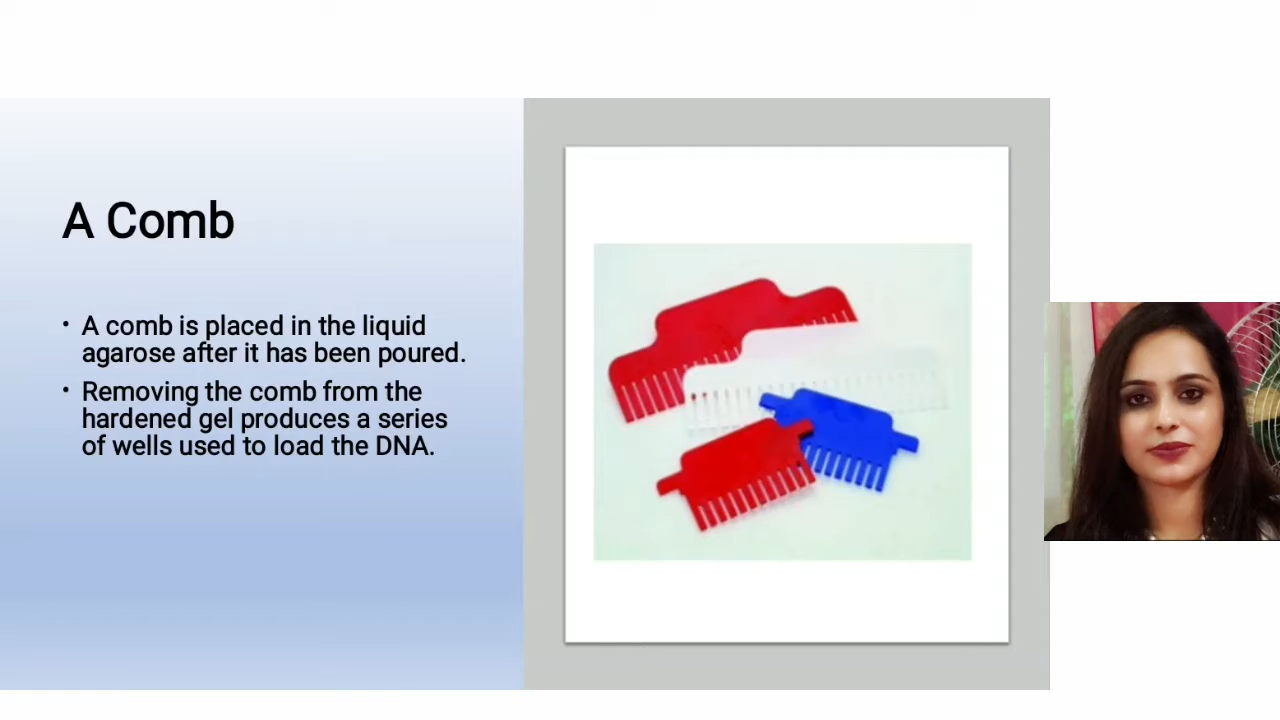 A Comb
• A comb is placed in the liquid
agarose after it has been poured.
• Removing the comb from the
hardened gel produces a series
of wells used to load the DNA.